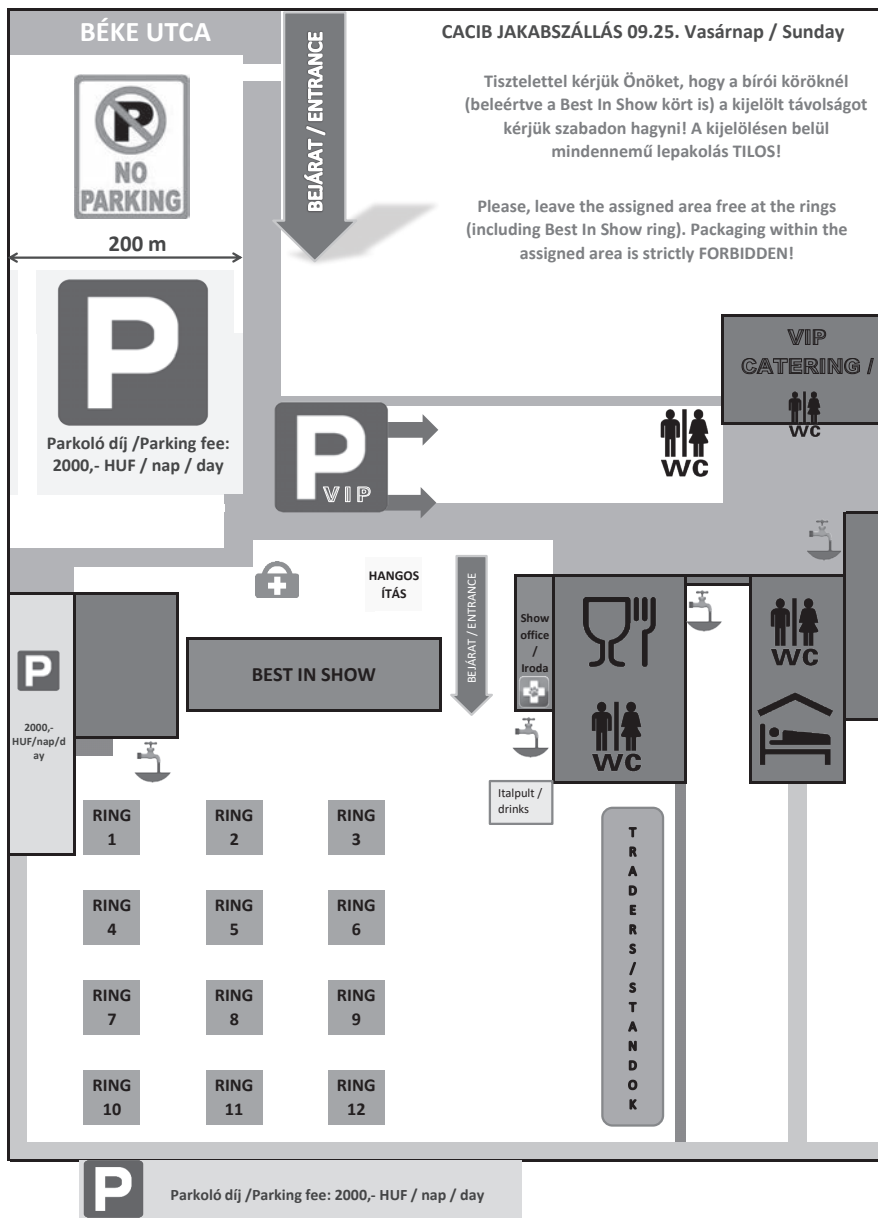 BÉKE UTCA
CACIB JAKABSZÁLLÁS 09.25. Vasárnap / Sunday
BEJÁRAT / ENTRANCE
Tisztelettel kérjük Önöket, hogy a bírói köröknél
(beleértve a Best In Show kört is) a kijelölt távolságot
kérjük szabadon hagyni! A kijelölésen belül
mindennemű lepakolás TILOS!
P
NO
PARKING
Please, leave the assigned area free at the rings
(including Best In Show ring). Packaging within the
assigned area is strictly FORBIDDEN!
200 m
P
Parkoló díj /Parking fee:
2000,- HUF / nap / day
VIP
CATERING /
WC
P
VIP
WC
HANGOS
ÍTÁS
BEJÁRAT / ENTRANCE
Show
office
/
Iroda
WC
WC
BEST IN SHOW
P
2000,-
HUF/nap/d
ay
Italpult /
drinks
RING
1
RING
2
RING
3
RING
4
RING
5
RING
6
RING
7
RING
8
RING
9
RING
10
RING
11
RING
12
TRADERS/STANDOK
P
Parkoló díj /Parking fee: 2000,- HUF / nap / day